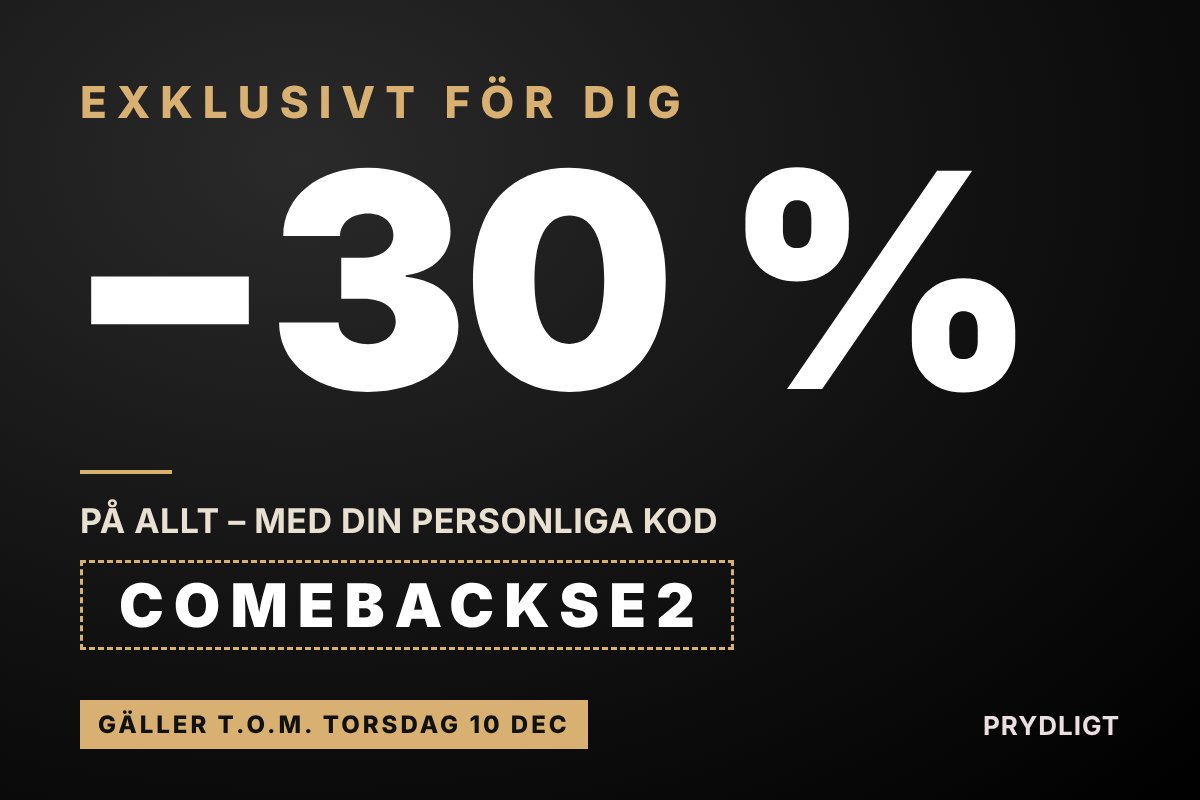 EXKLUSIVT FÖR DIG
–30 %
PÅ ALLT – MED DIN PERSONLIGA KOD
COMEBACKSE2
GÄLLER T.O.M. TORSDAG 10 DEC
PRYDLIGT